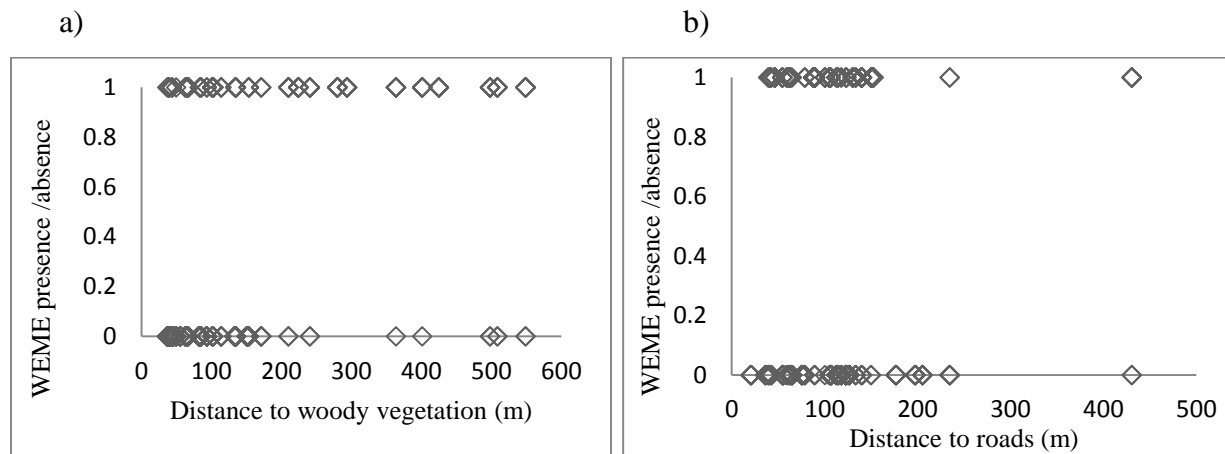 a)
WEME presence /absence
1
0.8
0.6
0.4
0.2
0
0 100 200 300 400 500 600
Distance to woody vegetation (m)
b)
WEME presence /absence
1
0.8
0.6
0.4
0.2
0
0 100 200 300 400 500
Distance to roads (m)